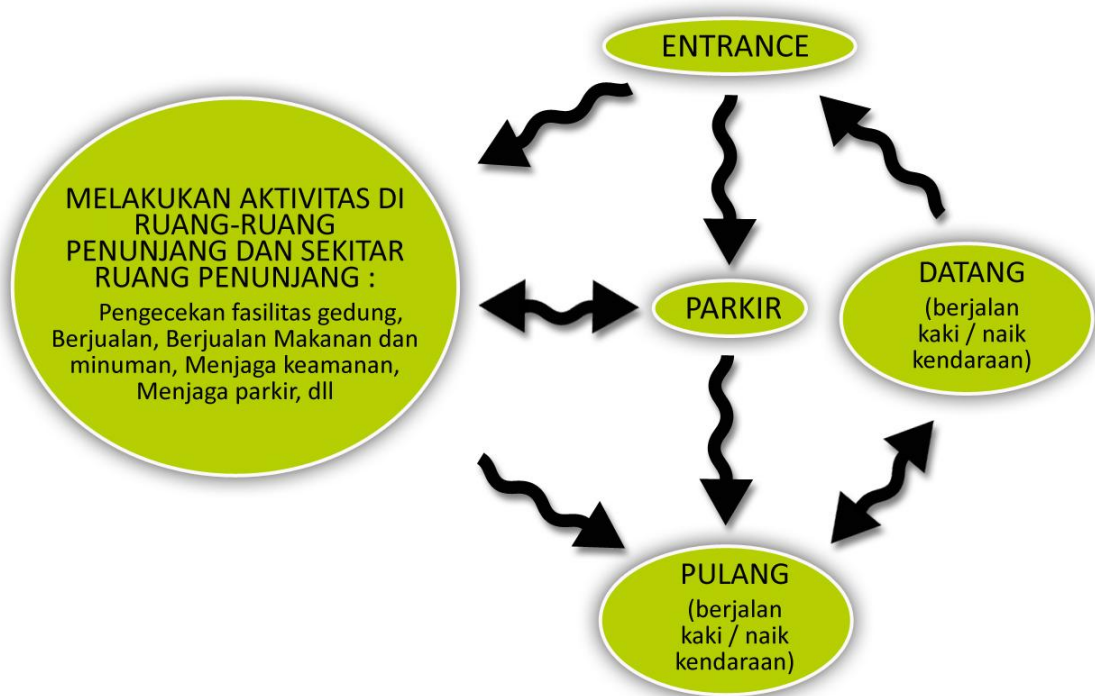 ENTRANCE
MELAKUKAN AKTIVITAS DI
RUANG-RUANG
PENUNJANG DAN SEKITAR
RUANG PENUNJANG :
Pengecekan fasilitas gedung,
Berjualan, Berjualan Makanan dan
minuman, Menjaga keamanan,
Menjaga parkir, dll
PARKIR
DATANG
(berjalan
kaki / naik
kendaraan)
PULANG
(berjalan
kaki / naik
kendaraan)